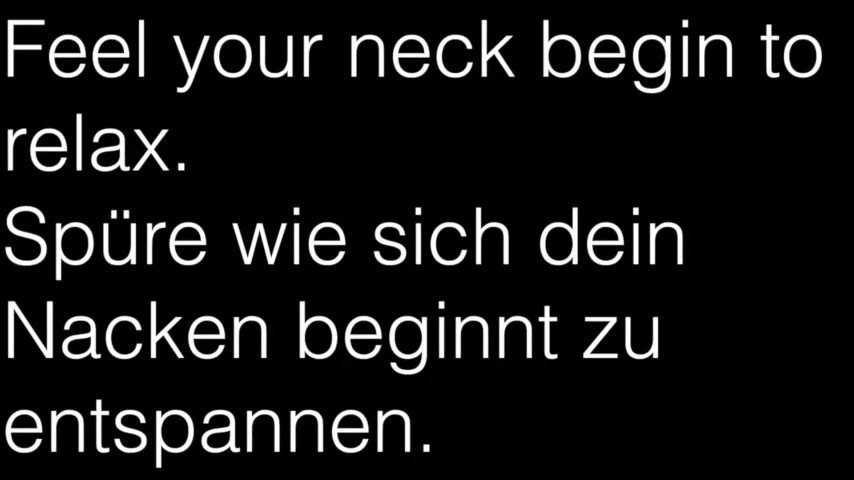 Feel your neck begin to
relax.
Spüre wie sich dein
Nacken beginnt zu
entspannen.